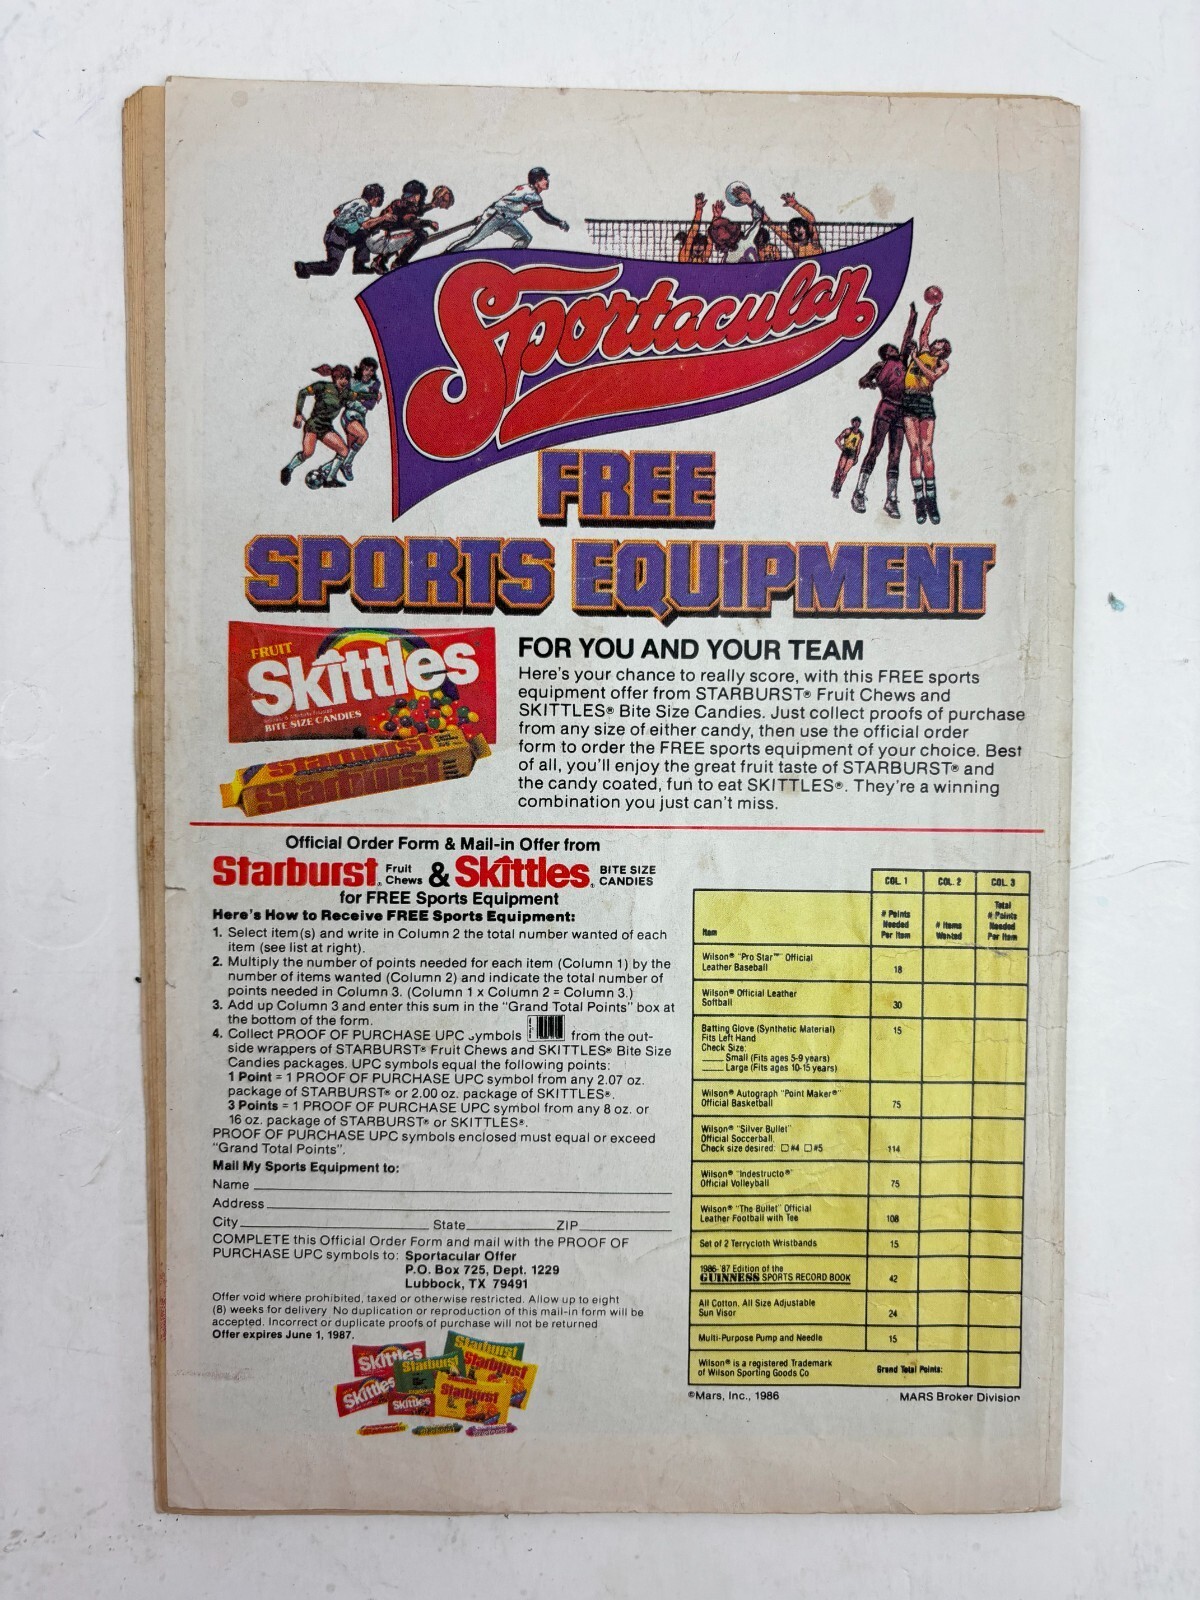 Sportacular
FREE
SPORTS EQUIPMENT
FRUIT
Skittles
BITE SIZE CANDIES
Starburst
Starburst
FOR YOU AND YOUR TEAM
Here's your chance to really score, with this FREE sports
equipment offer from STARBURST® Fruit Chews and
SKITTLES® Bite Size Candies. Just collect proofs of purchase
from any size of either candy, then use the official order
form to order the FREE sports equipment of your choice. Best
of all, you'll enjoy the great fruit taste of STARBURST® and
the candy coated, fun to eat SKITTLES®. They're a winning
combination you just can't miss.
Official Order Form & Mail-in Offer from
Starburst® Fruit Chews & Skittles® BITE SIZE CANDIES
for FREE Sports Equipment
Here's How to Receive FREE Sports Equipment:
1. Select item(s) and write in Column 2 the total number wanted of each
item (see list at right).
2. Multiply the number of points needed for each item (Column 1) by the
number of items wanted (Column 2) and indicate the total number of
points needed in Column 3. (Column 1 x Column 2 = Column 3.)
3. Add up Column 3 and enter this sum in the "Grand Total Points" box at
the bottom of the form.
4. Collect PROOF OF PURCHASE UPC symbols from the out-
side wrappers of STARBURST® Fruit Chews and SKITTLES® Bite Size
Candies packages. UPC symbols equal the following points:
1 Point = 1 PROOF OF PURCHASE UPC symbol from any 2.07 oz.
package of STARBURST® or 2.00 oz. package of SKITTLES®.
3 Points = 1 PROOF OF PURCHASE UPC symbol from any 8 oz. or
16 oz. package of STARBURST® or SKITTLES®.
PROOF OF PURCHASE UPC symbols enclosed must equal or exceed
"Grand Total Points".
Mail My Sports Equipment to:
Name
Address
City State ZIP
COMPLETE this Official Order Form and mail with the PROOF OF
PURCHASE UPC symbols to: Sportacular Offer
P.O. Box 725, Dept. 1229
Lubbock, TX 79491
Offer void where prohibited, taxed or otherwise restricted. Allow up to eight
(8) weeks for delivery No duplication or reproduction of this mail-in form will be
accepted. Incorrect or duplicate proofs of purchase will not be returned
Offer expires June 1, 1987.
Skittles
Starburst
Starburst
Starburst
Skittles
Skittles
Starburst
COL. 1 COL. 2 COL. 3
Item # Points Needed Per Item # Items Wanted Total # Points Needed Per Item
Wilson® "Pro Star™" Official
Leather Baseball 18
Wilson® Official Leather
Softball 30
Batting Glove (Synthetic Material) 15
Fits Left Hand
Check Size:
Small (Fits ages 5-9 years)
Large (Fits ages 10-15 years)
Wilson® Autograph "Point Maker®"
Official Basketball 75
Wilson® "Silver Bullet"
Official Soccerball.
Check size desired: #4 #5 114
Wilson® "Indestructo®"
Official Volleyball 75
Wilson® "The Bullet" Official
Leather Football with Tee 108
Set of 2 Terrycloth Wristbands 15
1986-'87 Edition of the
GUINNESS SPORTS RECORD BOOK 42
All Cotton, All Size Adjustable
Sun Visor 24
Multi-Purpose Pump and Needle 15
Wilson® is a registered Trademark
of Wilson Sporting Goods Co Grand Total Points:
©Mars, Inc., 1986 MARS Broker Division